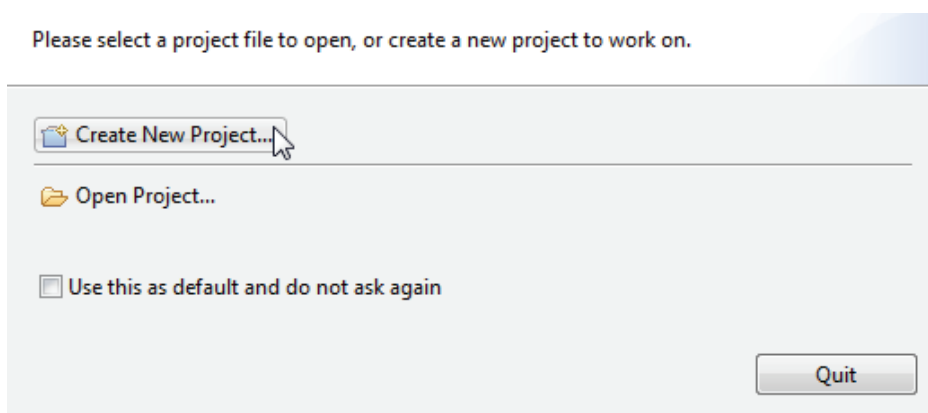 Please select a project file to open, or create a new project to work on.
Create New Project...
Open Project...
Use this as default and do not ask again
Quit